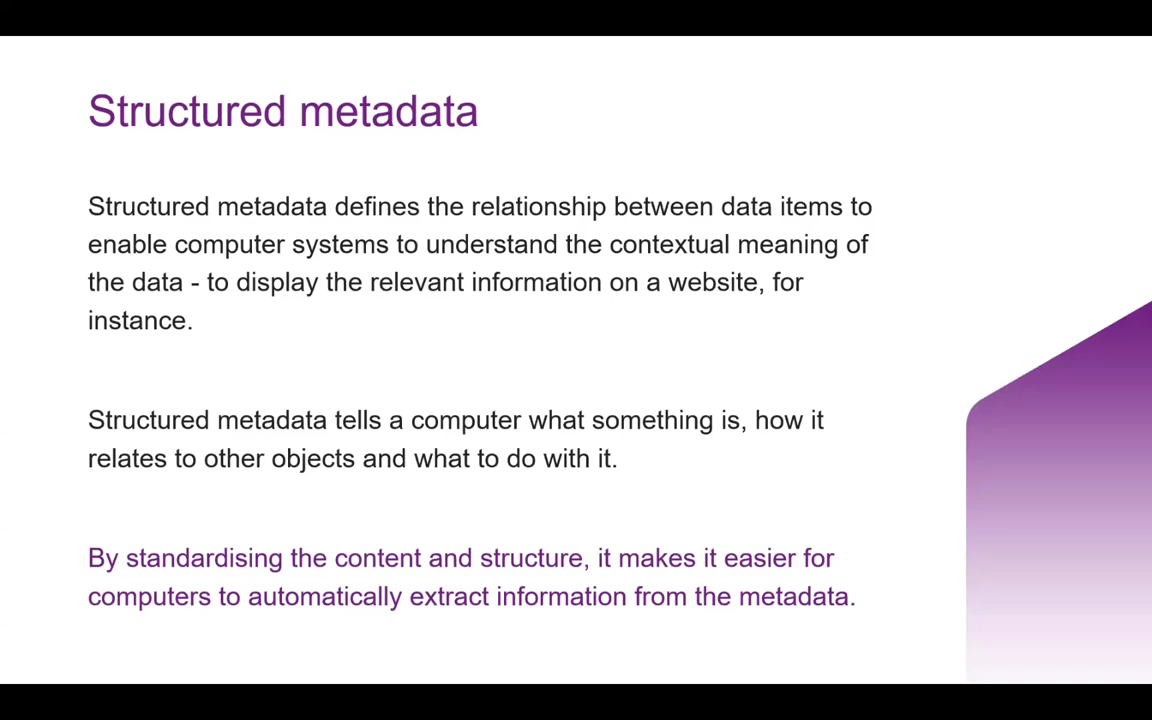 Structured metadata
Structured metadata defines the relationship between data items to
enable computer systems to understand the contextual meaning of
the data - to display the relevant information on a website, for
instance.
Structured metadata tells a computer what something is, how it
relates to other objects and what to do with it.
By standardising the content and structure, it makes it easier for
computers to automatically extract information from the metadata.